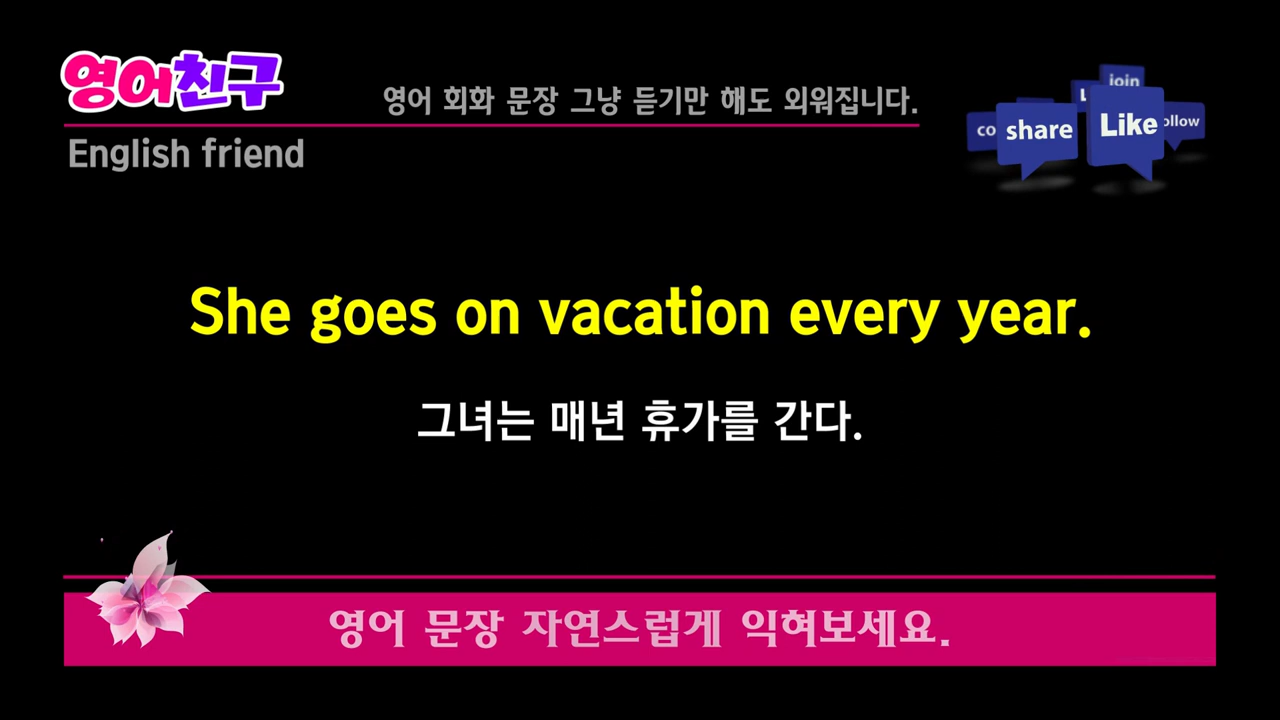 영어친구
English friend
영어 회화 문장 그냥 듣기만 해도 외워집니다.
join
share
Like
She goes on vacation every year.
그녀는 매년 휴가를 간다.
영어 문장 자연스럽게 익혀보세요.